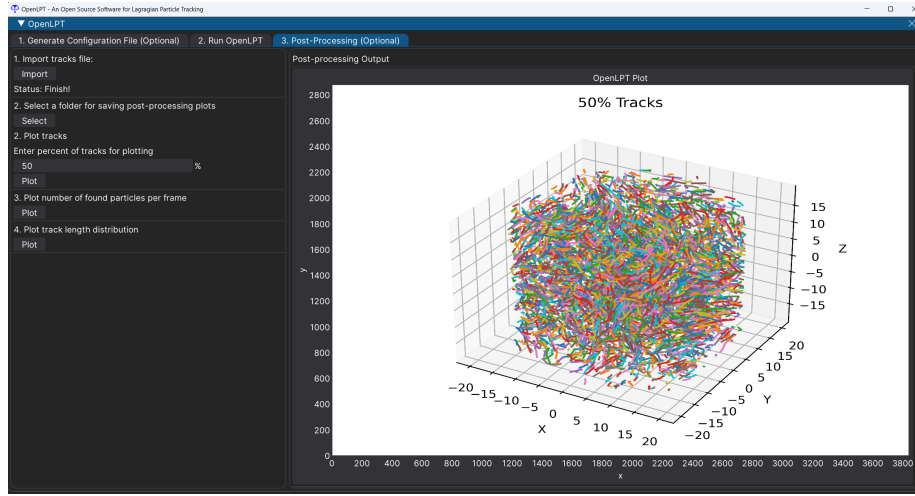 OpenLPT - An Open Source Software for Lagragian Particle Tracking
▼ OpenLPT
1. Generate Configuration File (Optional) 2. Run OpenLPT 3. Post-Processing (Optional)
1. Import tracks file:
Import
Status: Finish!
2. Select a folder for saving post-processing plots
Select
2. Plot tracks
Enter percent of tracks for plotting
50 %
Plot
3. Plot number of found particles per frame
Plot
4. Plot track length distribution
Plot
Post-processing Output
OpenLPT Plot
50% Tracks
2800
2600
2400
2200
2000
1800
1600
1400
1200
1000
800
600
400
200
0
y
15
10
5
0
−5
−10
−15
Z
−20 −15 −10 −5 0 5 10 15 20
X
20
15
10
5
0
−5
−10
−15
−20
Y
0 200 400 600 800 1000 1200 1400 1600 1800 2000 2200 2400 2600 2800 3000 3200 3400 3600 3800
x